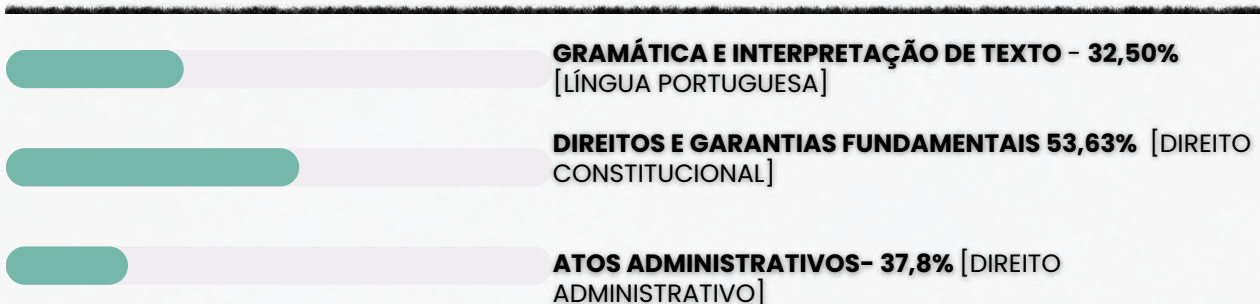 GRAMÁTICA E INTERPRETAÇÃO DE TEXTO - 32,50%
[LÍNGUA PORTUGUESA]
DIREITOS E GARANTIAS FUNDAMENTAIS 53,63% [DIREITO
CONSTITUCIONAL]
ATOS ADMINISTRATIVOS- 37,8% [DIREITO
ADMINISTRATIVO]